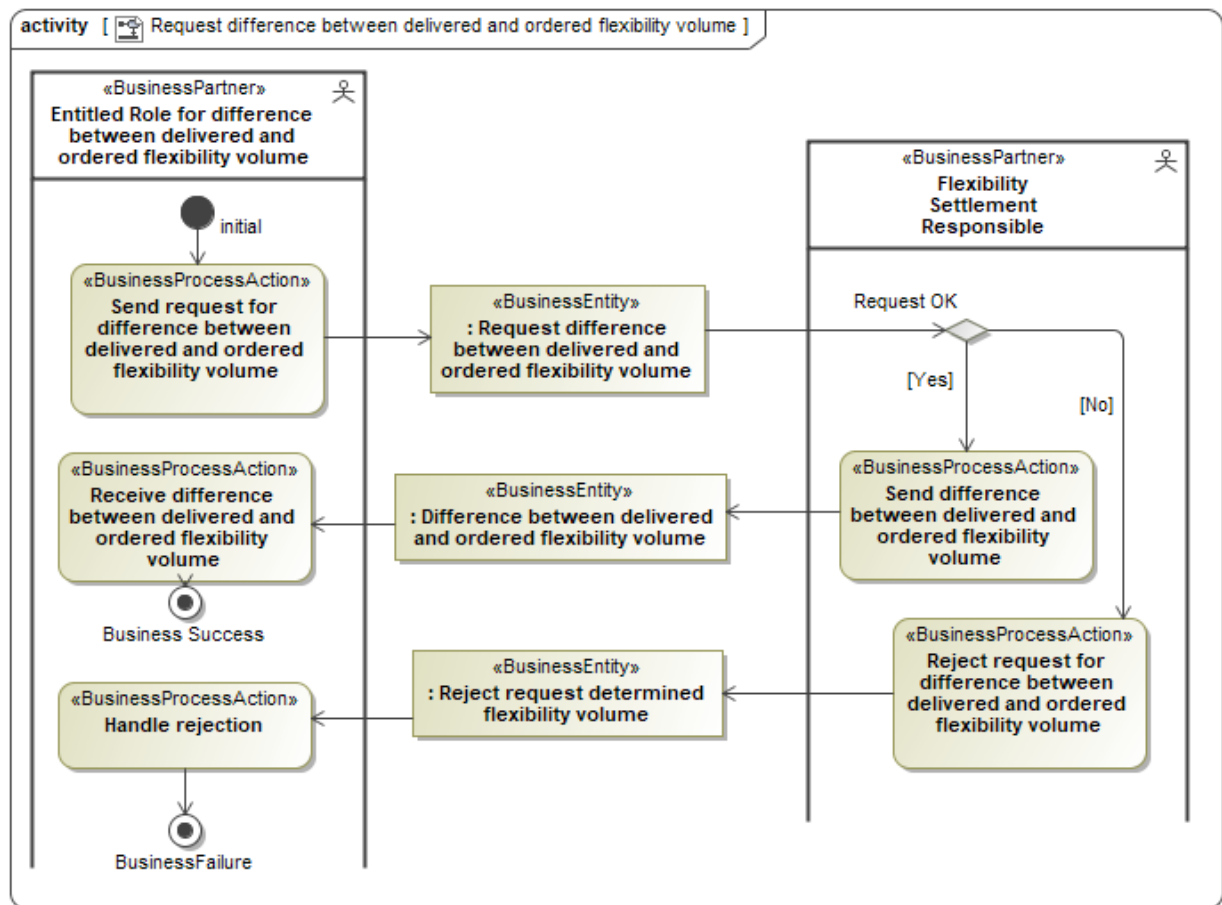 activity [ Request difference between delivered and ordered flexibility volume ]
«BusinessPartner»
Entitled Role for difference
between delivered and
ordered flexibility volume
«BusinessPartner»
Flexibility
Settlement
Responsible
initial
«BusinessProcessAction»
Send request for
difference between
delivered and ordered
flexibility volume
«BusinessEntity»
: Request difference
between delivered and
ordered flexibility volume
Request OK
[Yes]
[No]
«BusinessProcessAction»
Receive difference
between delivered and
ordered flexibility
volume
«BusinessEntity»
: Difference between delivered
and ordered flexibility volume
«BusinessProcessAction»
Send difference
between delivered and
ordered flexibility
volume
Business Success
«BusinessProcessAction»
Handle rejection
«BusinessEntity»
: Reject request determined
flexibility volume
«BusinessProcessAction»
Reject request for
difference between
delivered and ordered
flexibility volume
BusinessFailure